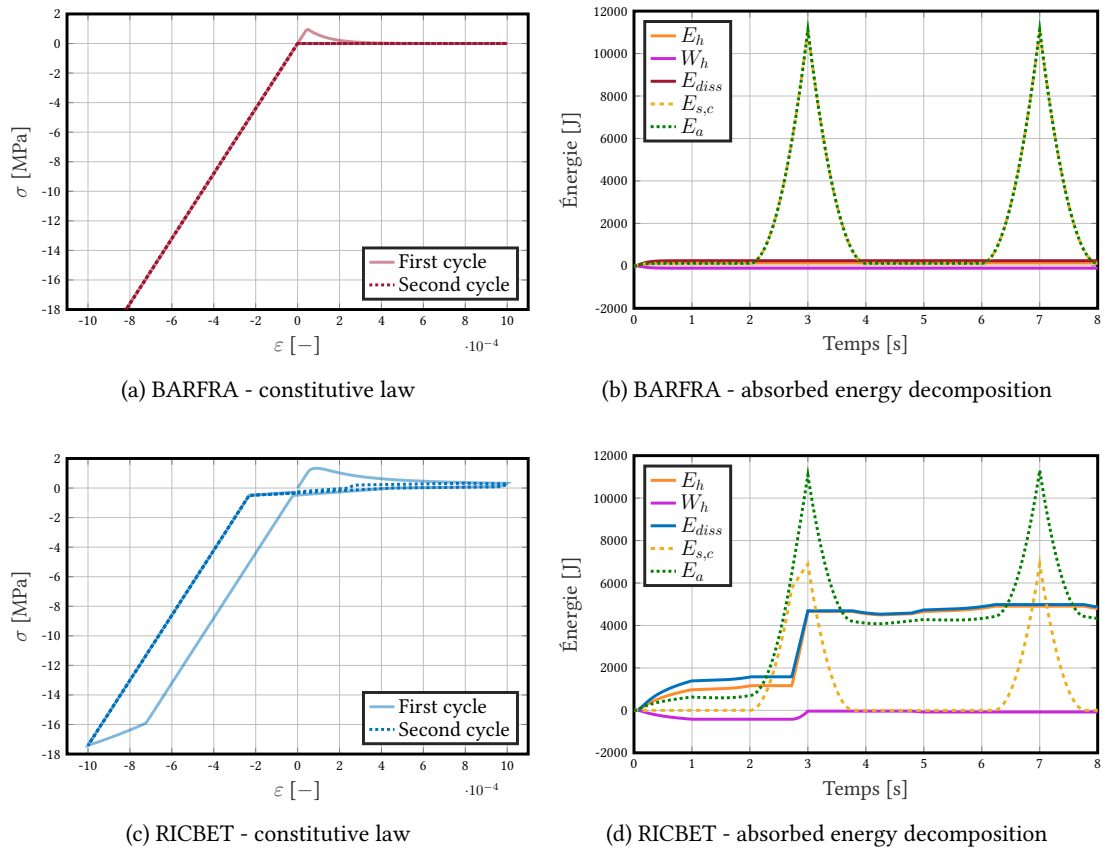 2
0
-2
-4
-6
-8
-10
-12
-14
-16
-18
σ [MPa]
First cycle
Second cycle
-10 -8 -6 -4 -2 0 2 4 6 8 10
ε [−]
·10⁻⁴
(a) BARFRA - constitutive law
12000
10000
8000
6000
4000
2000
0
-2000
Énergie [J]
E_h
W_h
E_diss
E_s,c
E_a
0 1 2 3 4 5 6 7 8
Temps [s]
(b) BARFRA - absorbed energy decomposition
2
0
-2
-4
-6
-8
-10
-12
-14
-16
-18
σ [MPa]
First cycle
Second cycle
-10 -8 -6 -4 -2 0 2 4 6 8 10
ε [−]
·10⁻⁴
(c) RICBET - constitutive law
12000
10000
8000
6000
4000
2000
0
-2000
Énergie [J]
E_h
W_h
E_diss
E_s,c
E_a
0 1 2 3 4 5 6 7 8
Temps [s]
(d) RICBET - absorbed energy decomposition